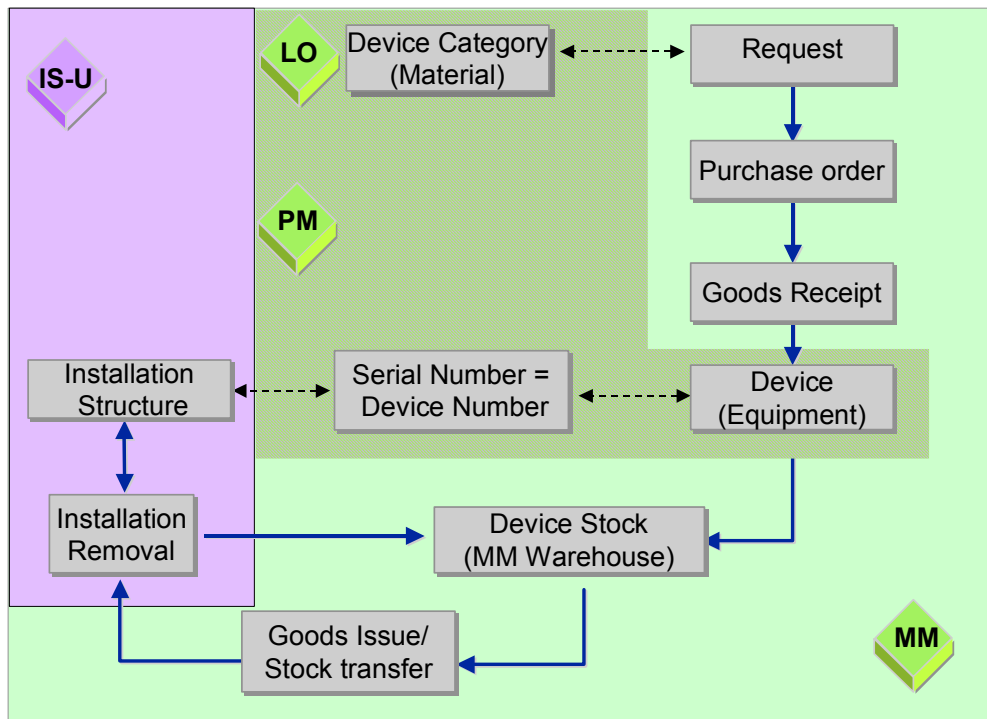 LO
Device Category
(Material)
Request
IS-U
Purchase order
PM
Goods Receipt
Installation
Structure
Serial Number =
Device Number
Device
(Equipment)
Installation
Removal
Device Stock
(MM Warehouse)
Goods Issue/
Stock transfer
MM